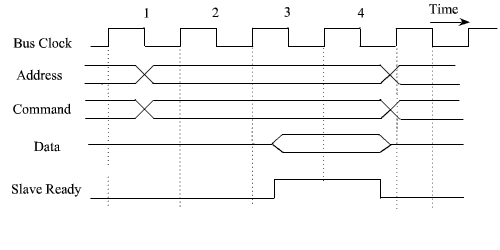 1 2 3 4 Time
Bus Clock
Address
Command
Data
Slave Ready